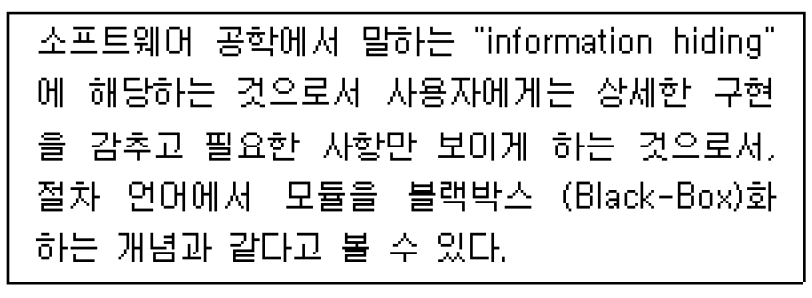 소프트웨어 공학에서 말하는 "information hiding"
에 해당하는 것으로서 사용자에게는 상세한 구현
을 감추고 필요한 사항만 보이게 하는 것으로서,
절차 언어에서 모듈을 블랙박스 (Black-Box)화
하는 개념과 같다고 볼 수 있다.